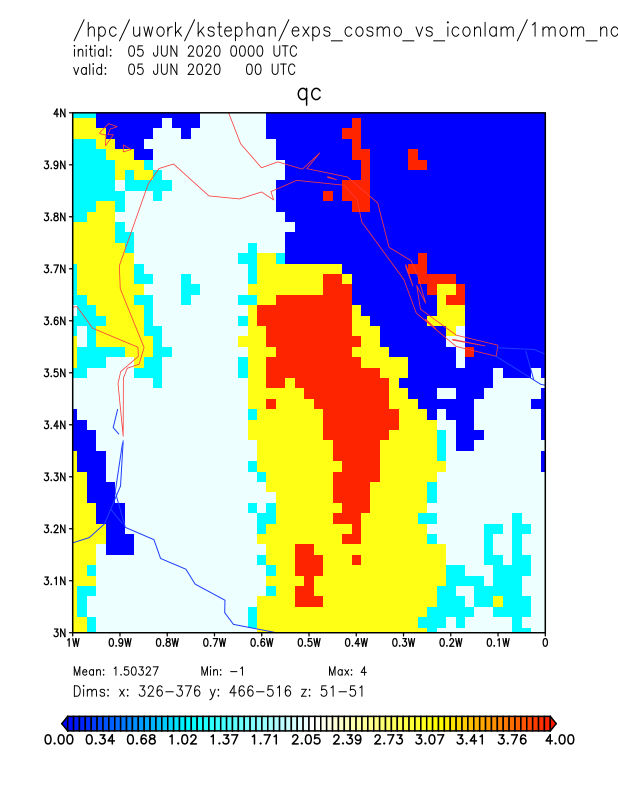 /hpc/uwork/kstephan/exps_cosmo_vs_iconlam/1mom_nc
initial: 05 JUN 2020 0000 UTC
valid: 05 JUN 2020 00 UTC
qc
4N
3.9N
3.8N
3.7N
3.6N
3.5N
3.4N
3.3N
3.2N
3.1N
3N
1W 0.9W 0.8W 0.7W 0.6W 0.5W 0.4W 0.3W 0.2W 0.1W 0
Mean: 1.50327 Min: -1 Max: 4
Dims: x: 326-376 y: 466-516 z: 51-51
0.00 0.34 0.68 1.02 1.37 1.71 2.05 2.39 2.73 3.07 3.41 3.76 4.00